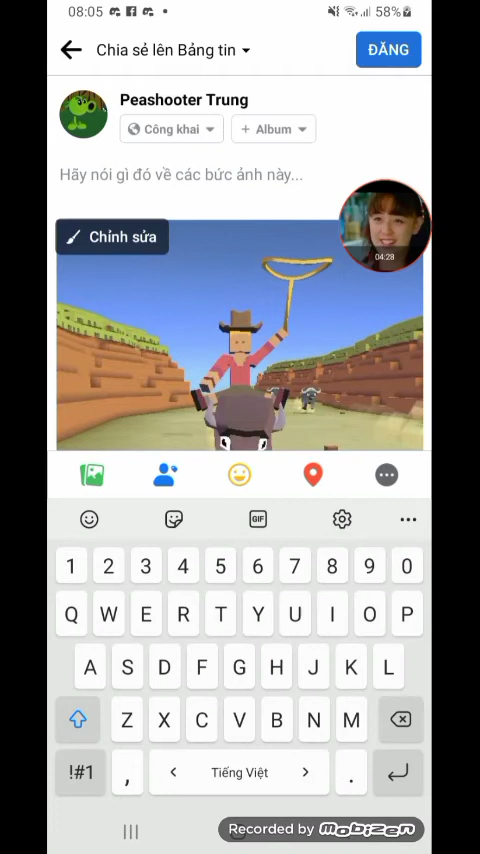 08:05
58%
Chia sẻ lên Bảng tin
ĐĂNG
Peashooter Trung
Công khai
+ Album
Hãy nói gì đó về các bức ảnh này...
04:28
Chỉnh sửa
GIF
1 2 3 4 5 6 7 8 9 0
Q W E R T Y U I O P
A S D F G H J K L
Z X C V B N M
!#1 , < Tiếng Việt > .
Recorded by mobizen